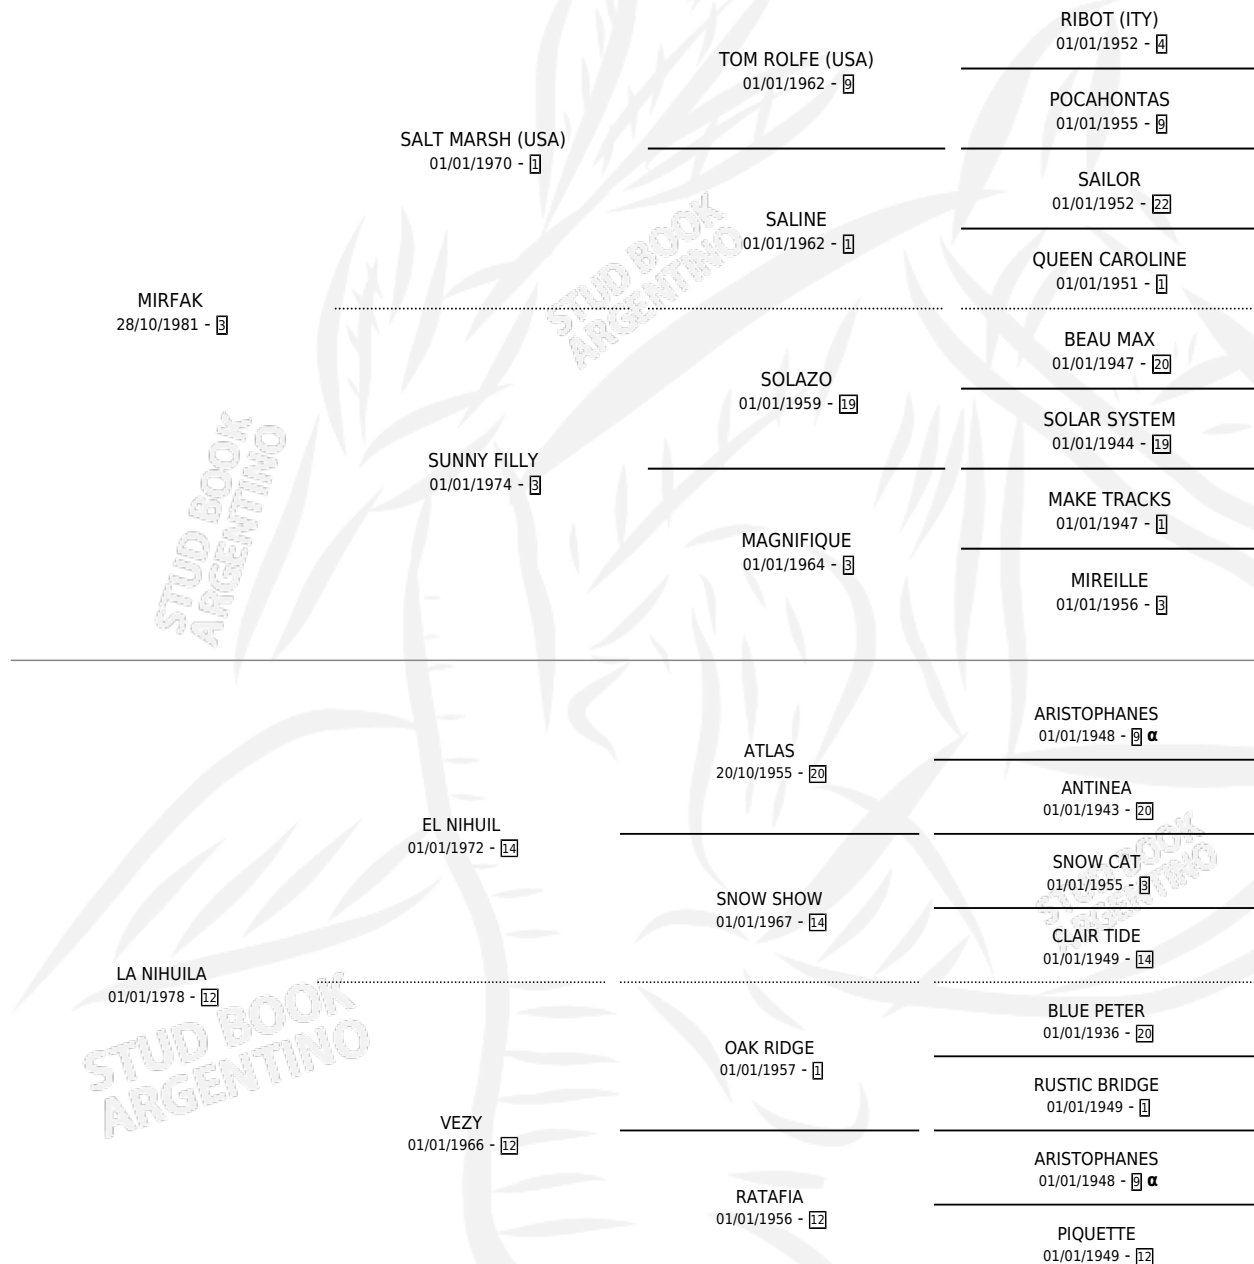 RIBOT (ITY)
01/01/1952 - 4
TOM ROLFE (USA)
01/01/1962 - 9
POCAHONTAS
01/01/1955 - 9
SALT MARSH (USA)
01/01/1970 - 1
SAILOR
01/01/1952 - 22
SALINE
01/01/1962 - 1
QUEEN CAROLINE
01/01/1951 - 1
STUD BOOK
ARGENTINO
MIRFAK
28/10/1981 - 3
BEAU MAX
01/01/1947 - 20
SOLAZO
01/01/1959 - 19
SOLAR SYSTEM
01/01/1944 - 19
SUNNY FILLY
01/01/1974 - 3
MAKE TRACKS
01/01/1947 - 1
MAGNIFIQUE
01/01/1964 - 3
MIREILLE
01/01/1956 - 3
STUD BOOK
ARGENTINO
ARISTOPHANES
01/01/1948 - 9 α
ATLAS
20/10/1955 - 20
ANTINEA
01/01/1943 - 20
EL NIHUIL
01/01/1972 - 14
SNOW CAT
01/01/1955 - 3
SNOW SHOW
01/01/1967 - 14
CLAIR TIDE
01/01/1949 - 14
STUD BOOK
ARGENTINO
LA NIHUILA
01/01/1978 - 12
BLUE PETER
01/01/1936 - 20
OAK RIDGE
01/01/1957 - 1
RUSTIC BRIDGE
01/01/1949 - 1
STUD BOOK
ARGENTINO
VEZY
01/01/1966 - 12
ARISTOPHANES
01/01/1948 - 9 α
RATAFIA
01/01/1956 - 12
PIQUETTE
01/01/1949 - 12